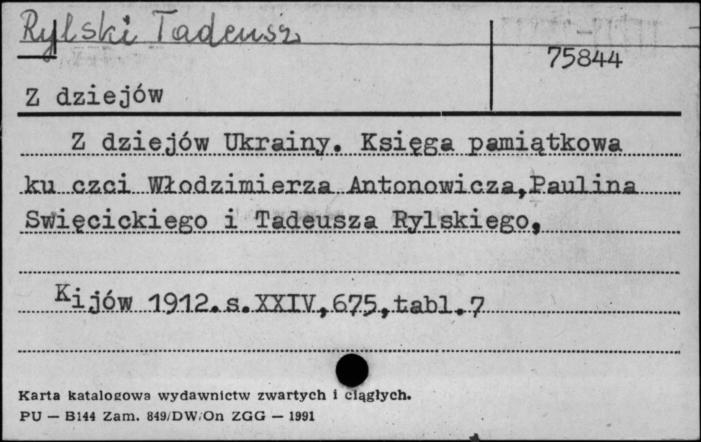 Rylski Tadeusz
75844
Z dziejów
Z dziejów Ukrainy. Księga pamiątkowa
ku czci Włodzimierza Antonowicza,Paulina
Swięcickiego i Tadeusza Rylskiego,
Kijów 1912.s.XXIV,675,tabl.7
Karta katalogowa wydawnictw zwartych i ciągłych.
PU — B144 Zam. 849/DW/On ZGG — 1991